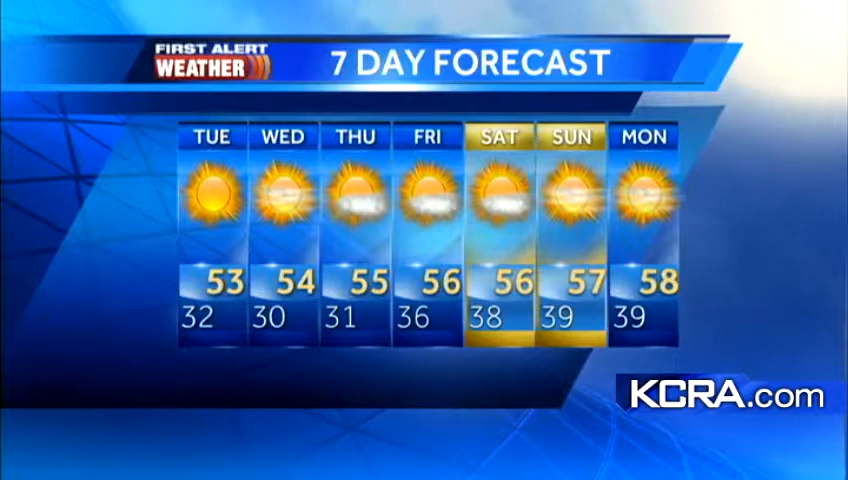 FIRST ALERT
WEATHER
7 DAY FORECAST
TUE WED THU FRI SAT SUN MON
53 54 55 56 56 57 58
32 30 31 36 38 39 39
KCRA.com